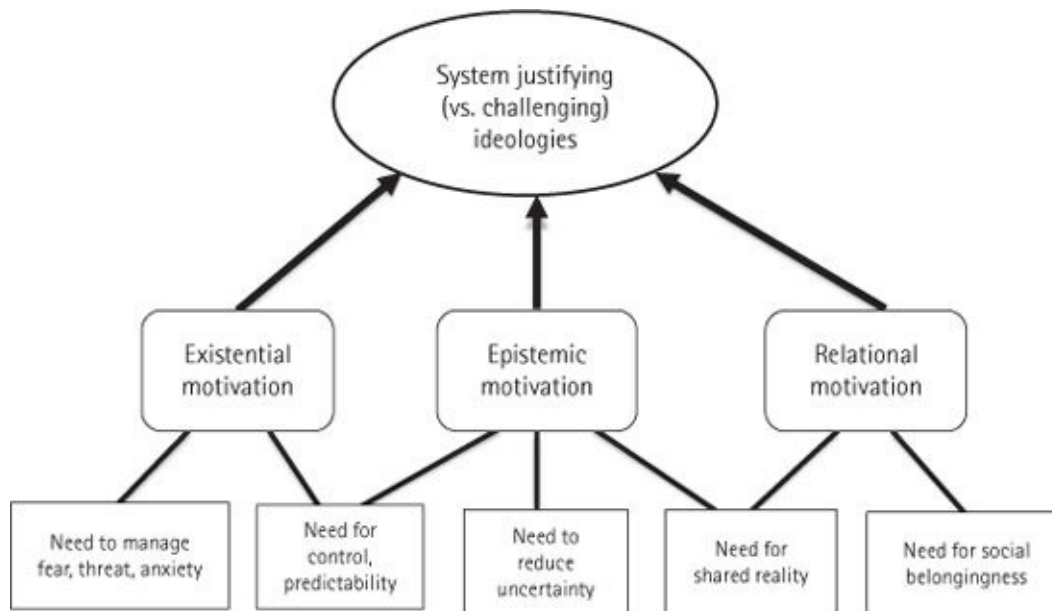 System justifying
(vs. challenging)
ideologies
Existential
motivation
Epistemic
motivation
Relational
motivation
Need to manage
fear, threat, anxiety
Need for
control,
predictability
Need to
reduce
uncertainty
Need for
shared reality
Need for social
belongingness